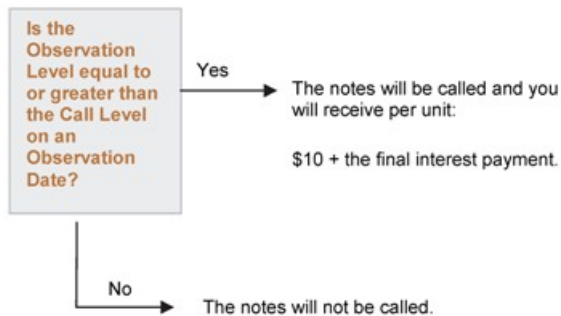 Is the
Observation
Level equal to
or greater than
the Call Level
on an
Observation
Date?
Yes
The notes will be called and you
will receive per unit:
$10 + the final interest payment.
No
The notes will not be called.